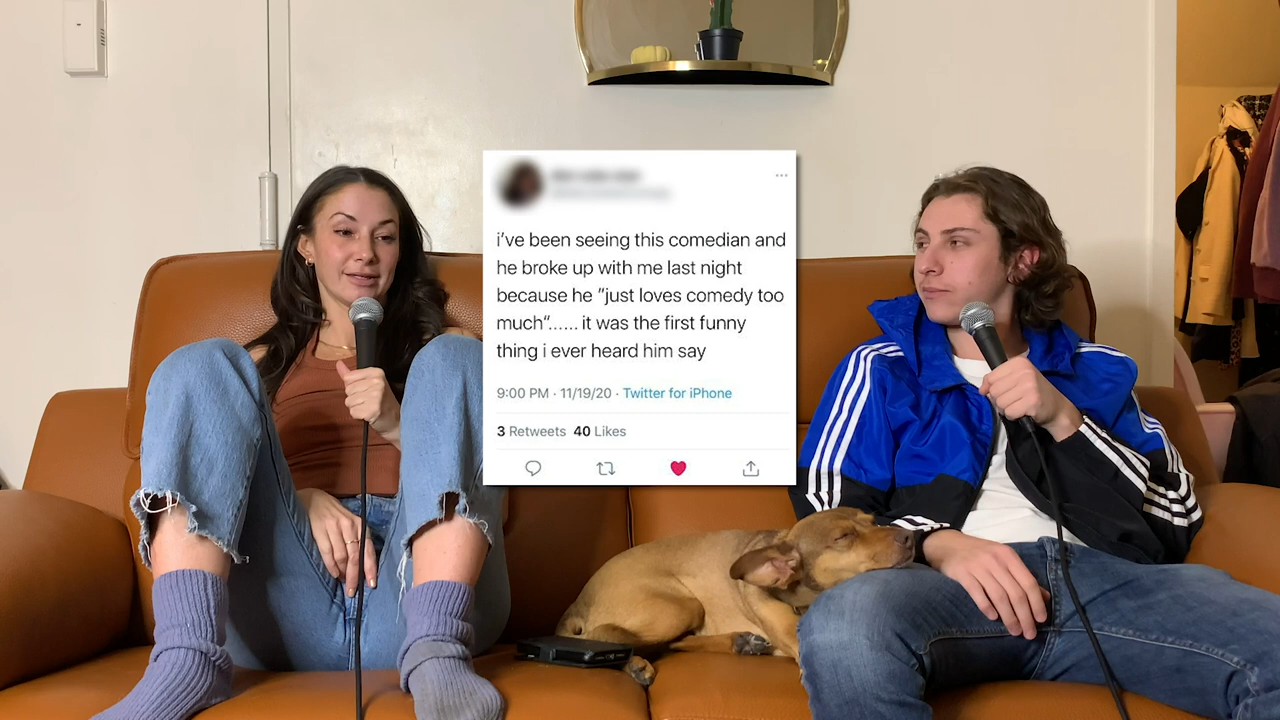 i've been seeing this comedian and
he broke up with me last night
because he "just loves comedy too
much"...... it was the first funny
thing i ever heard him say
9:00 PM · 11/19/20 · Twitter for iPhone
3 Retweets 40 Likes